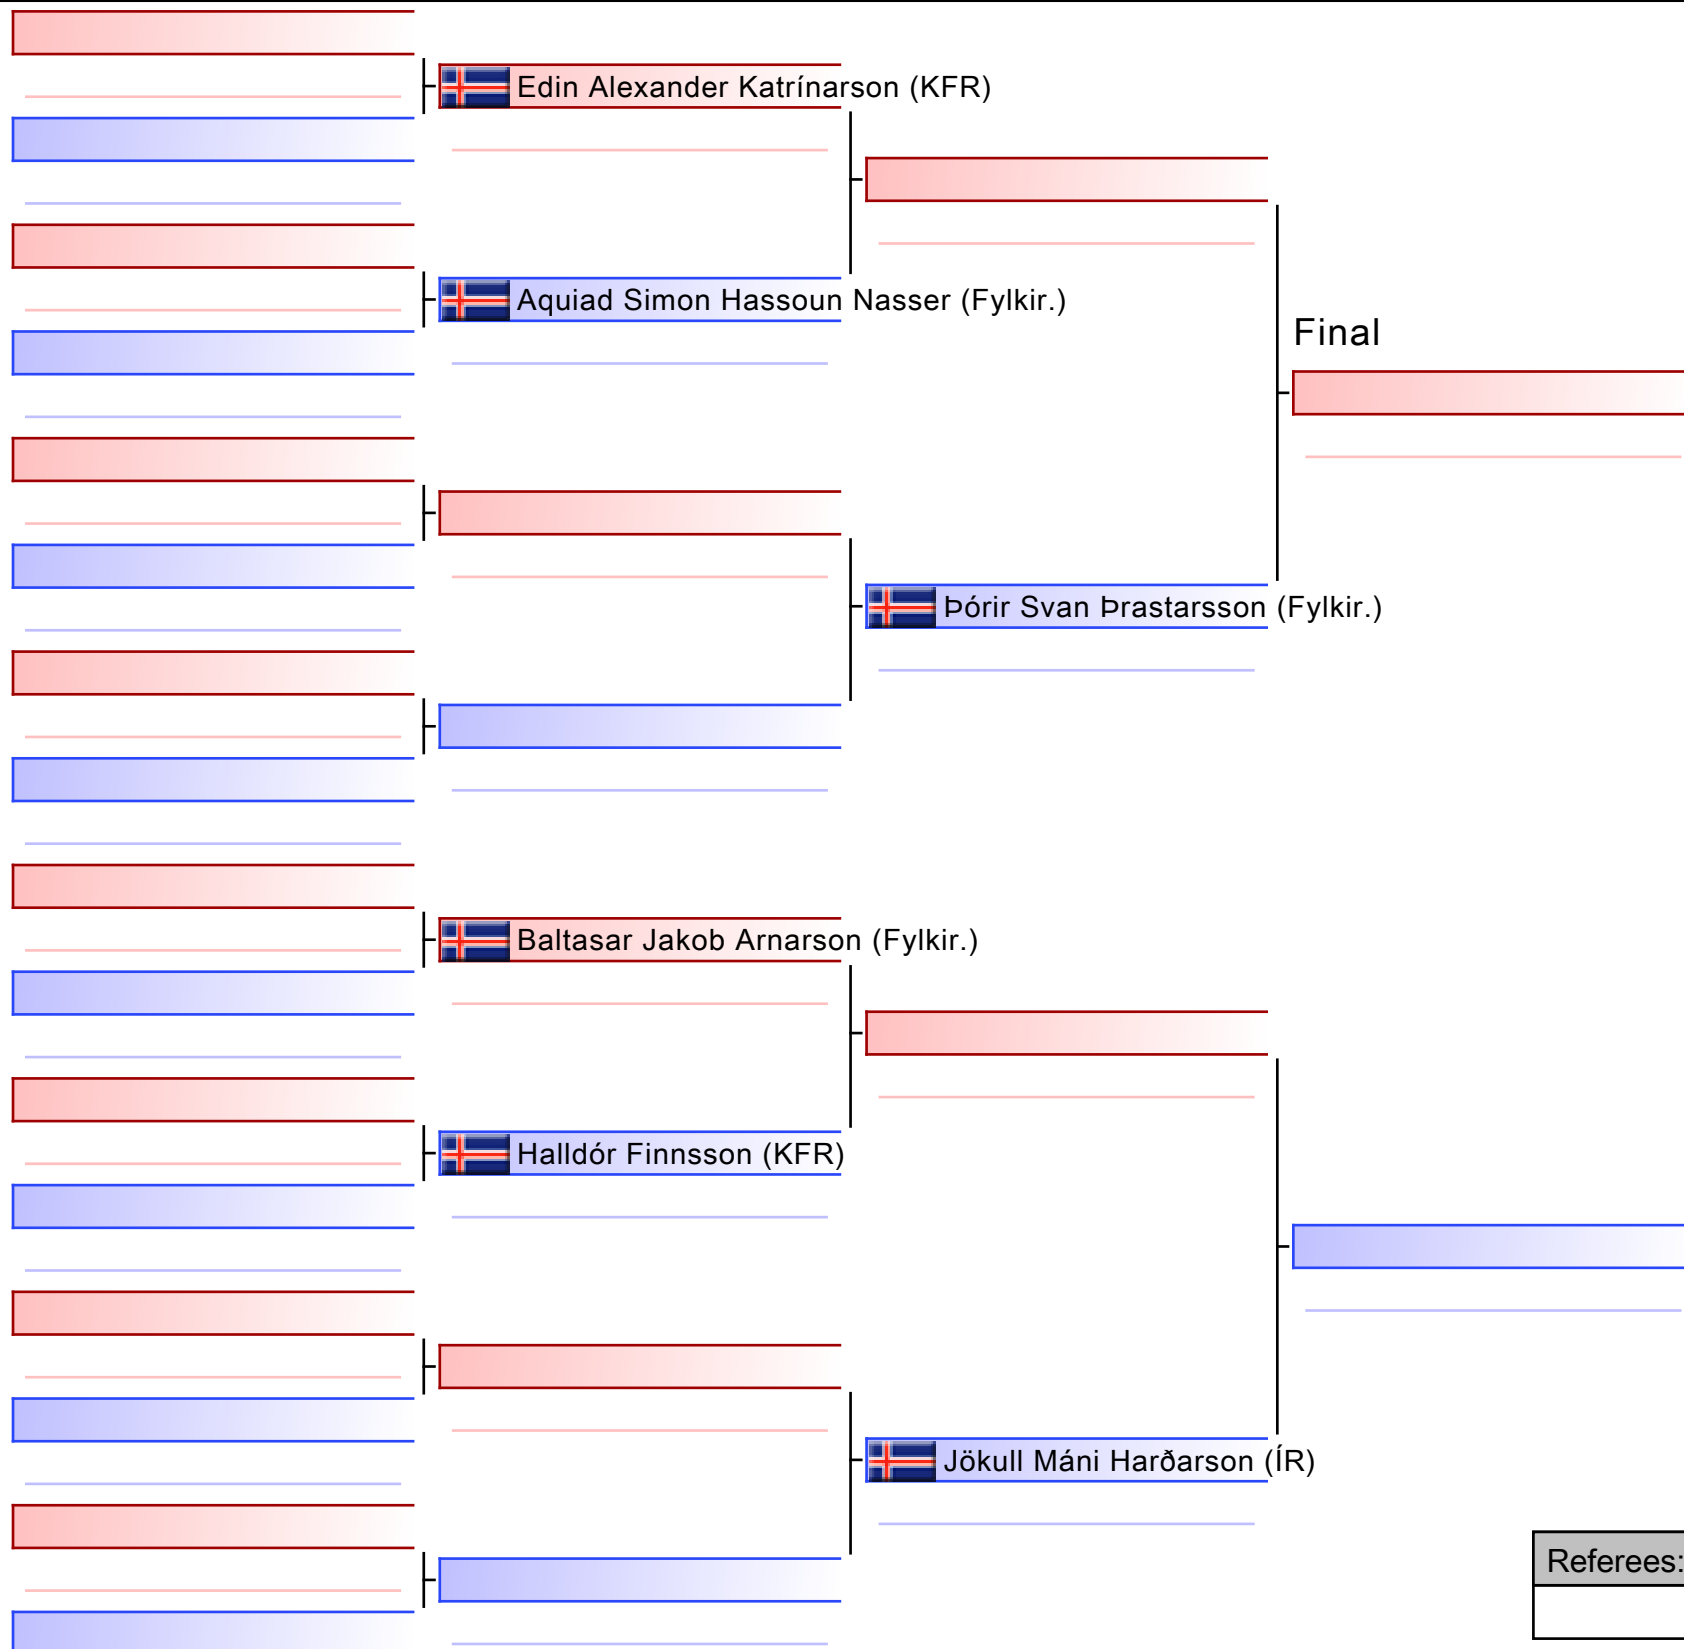 Edin Alexander Katrínarson (KFR)
Aquiad Simon Hassoun Nasser (Fylkir.)
Final
Þórir Svan Þrastarsson (Fylkir.)
Baltasar Jakob Arnarson (Fylkir.)
Halldór Finnsson (KFR)
Jökull Máni Harðarson (ÍR)
Referees: